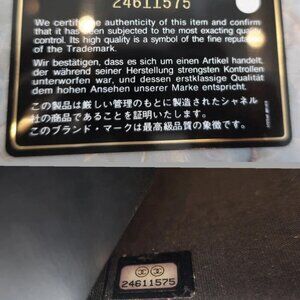 24611575
We certify the authenticity of this item and confirm
that it has been subjected to the most exacting quality
control. Its high quality is a symbol of the fine reputation
of the Trademark.
Wir bestätigen, dass es sich um einen Artikel handelt,
der während seiner Herstellung strengsten Kontrollen
unterworfen war, und dessen erstklassige Qualität
dem hohen Ansehen unserer Marke entspricht.
この製品は厳しい管理のもとに製造されたシャネル
社の商品であることを証明いたします。
このブランド・マークは最高級品質の象徴です。
24611575